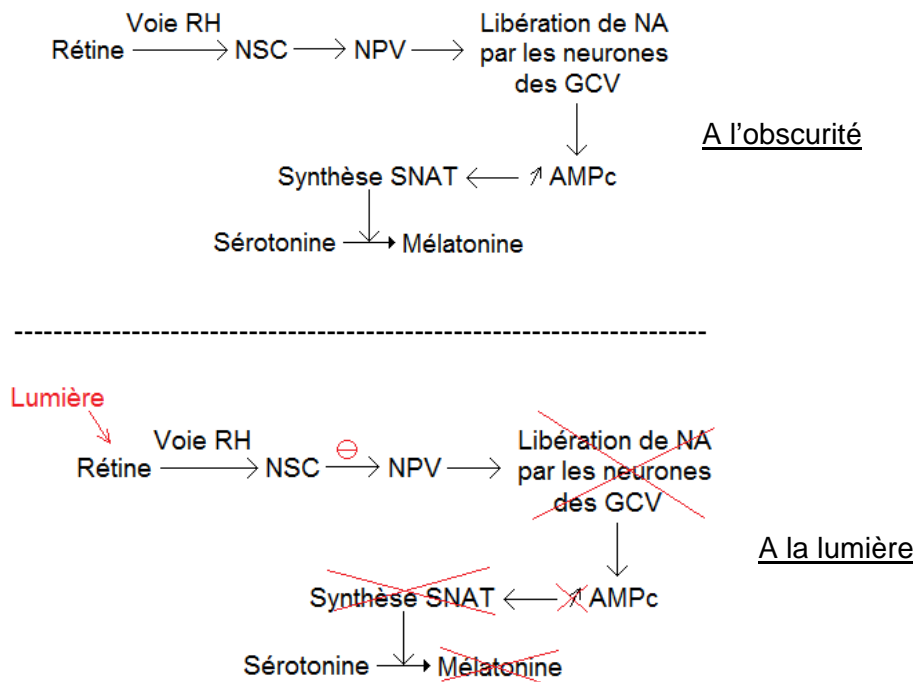 Voie RH
Rétine NSC NPV Libération de NA
par les neurones
des GCV
A l'obscurité
Synthèse SNAT AMPc
Sérotonine Mélatonine
Lumière
Voie RH
Rétine NSC NPV Libération de NA
par les neurones
des GCV
A la lumière
Synthèse SNAT AMPc
Sérotonine Mélatonine